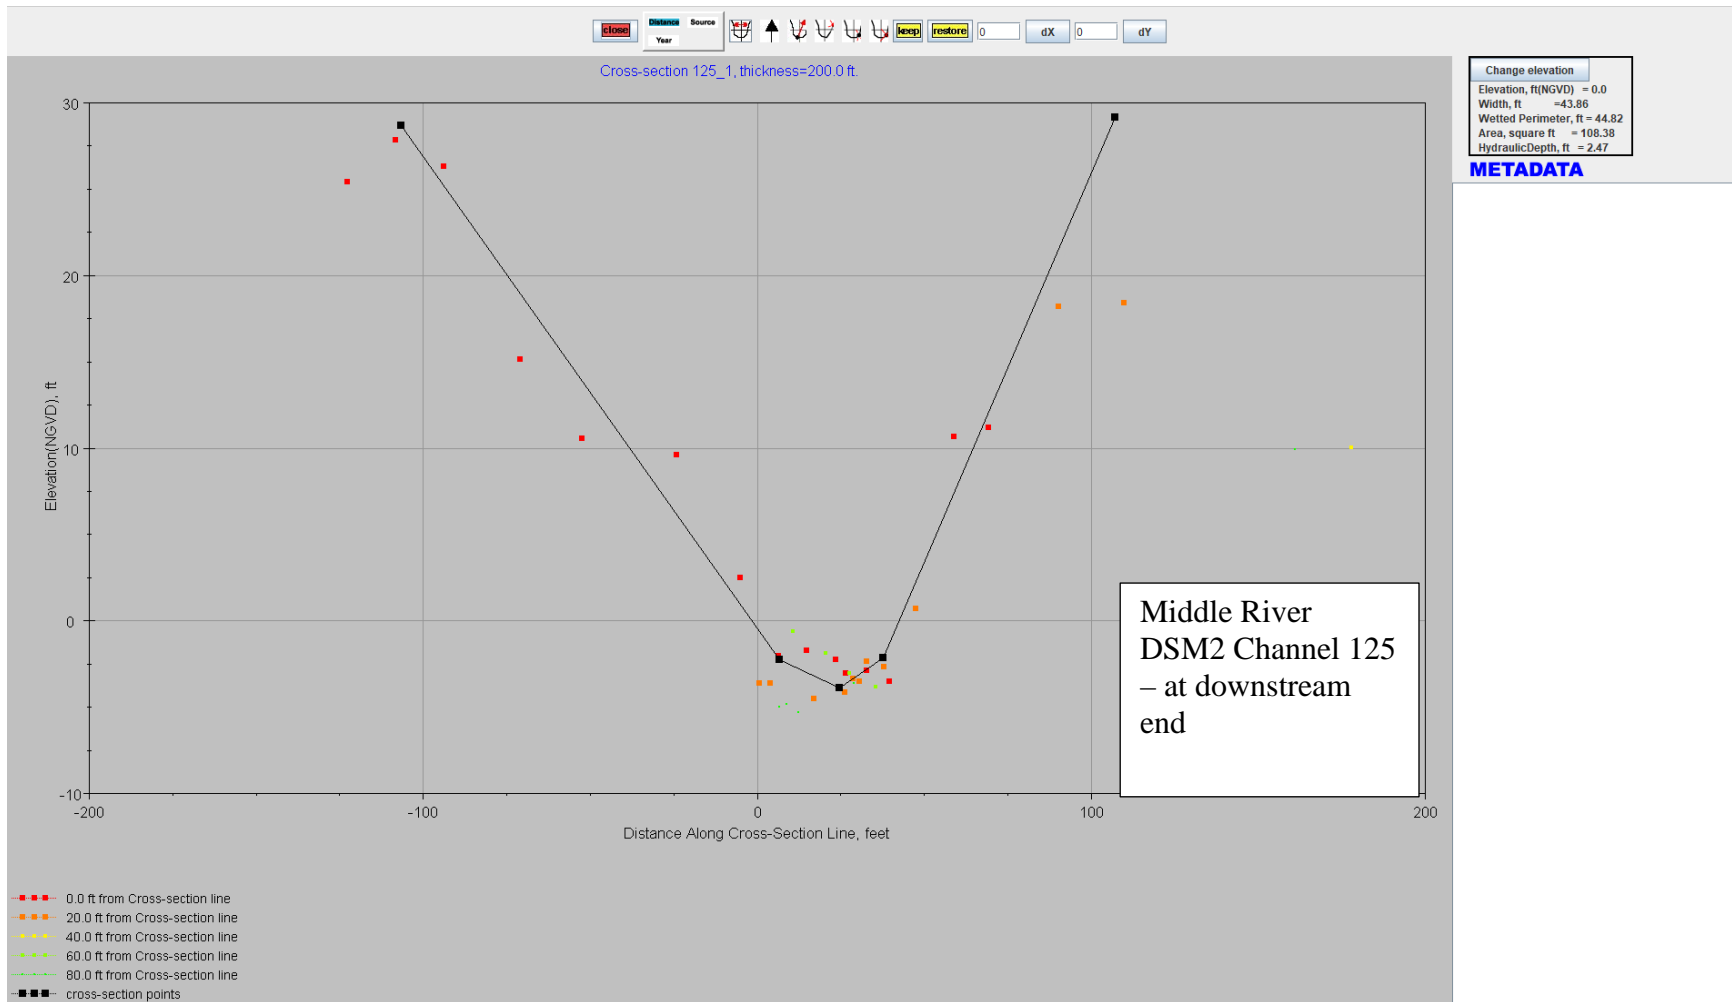 close
Distance
Source
Year
keep
restore
0
dX
0
dY
Cross-section 125_1, thickness=200.0 ft.
Change elevation
Elevation, ft(NGVD) = 0.0
Width, ft =43.86
Wetted Perimeter, ft = 44.82
Area, square ft = 108.38
HydraulicDepth, ft = 2.47
METADATA
30
20
10
0
-10
Elevation(NGVD), ft
-200
-100
0
100
200
Distance Along Cross-Section Line, feet
Middle River
DSM2 Channel 125
– at downstream
end
0.0 ft from Cross-section line
20.0 ft from Cross-section line
40.0 ft from Cross-section line
60.0 ft from Cross-section line
80.0 ft from Cross-section line
cross-section points